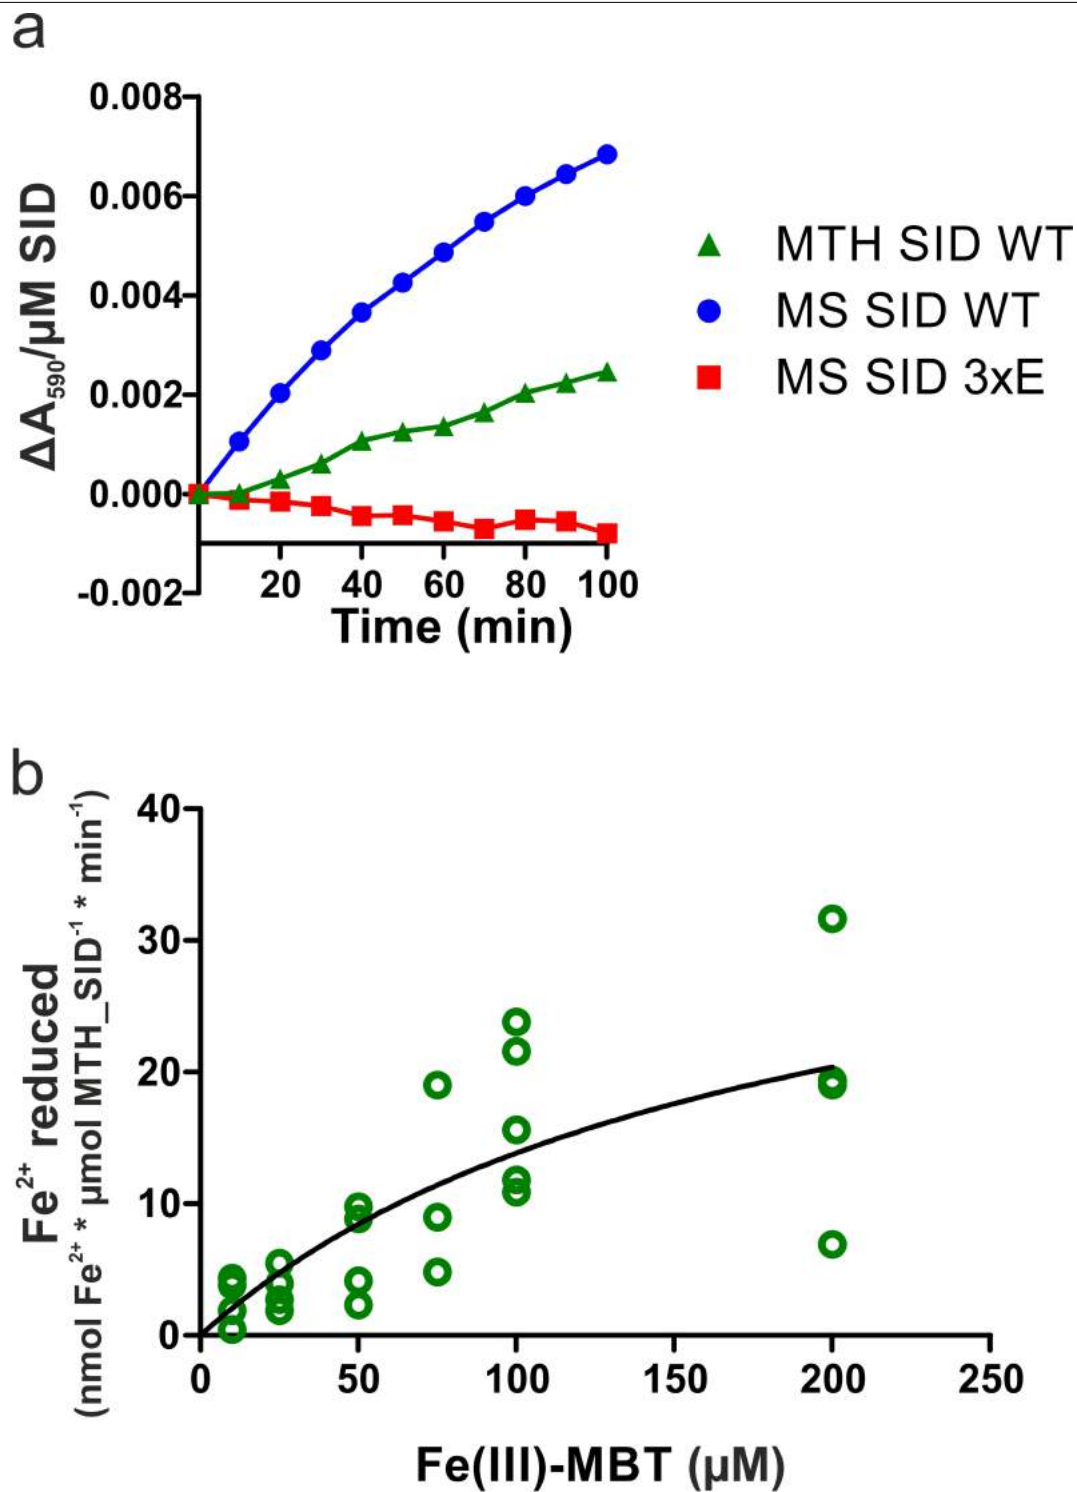 a
0.008
0.006
0.004
0.002
0.000
-0.002
ΔA590/µM SID
20 40 60 80 100
Time (min)
MTH SID WT
MS SID WT
MS SID 3xE
b
40
30
20
10
0
Fe²⁺ reduced
(nmol Fe²⁺ * µmol MTH_SID⁻¹ * min⁻¹)
0 50 100 150 200 250
Fe(III)-MBT (µM)